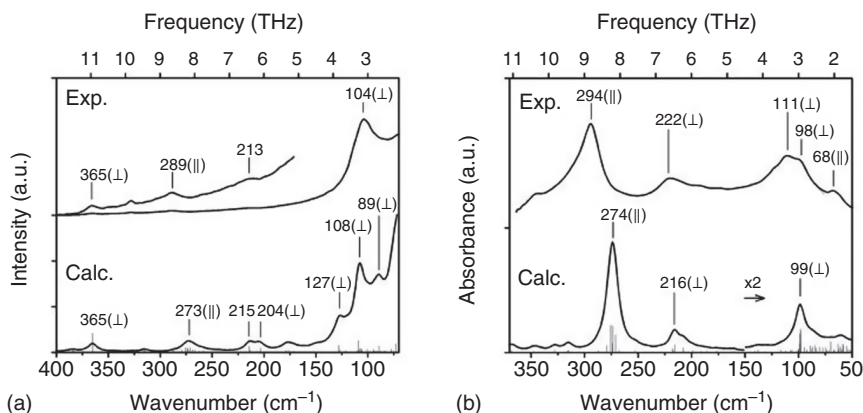 Frequency (THz)
11 10 9 8 7 6 5 4 3
Exp.
104(⊥)
365(⊥)
289(||)
213
Calc.
365(⊥)
273(||)
215
204(⊥)
127(⊥)
108(⊥)
89(⊥)
Intensity (a.u.)
400 350 300 250 200 150 100
(a)
Wavenumber (cm⁻¹)
Frequency (THz)
11 10 9 8 7 6 5 4 3 2
Exp.
294(||)
222(⊥)
111(⊥)
98(⊥)
68(||)
Calc.
274(||)
216(⊥)
x2
99(⊥)
Absorbance (a.u.)
350 300 250 200 150 100 50
(b)
Wavenumber (cm⁻¹)